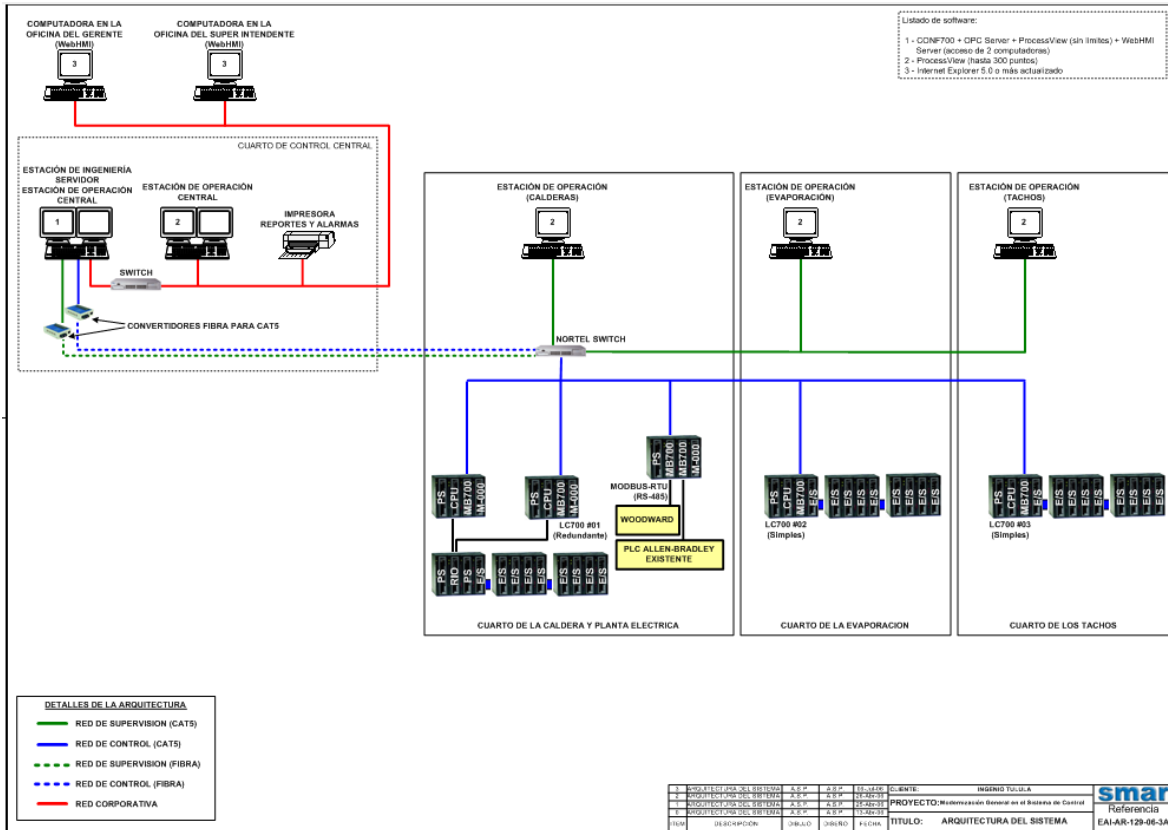 COMPUTADORA EN LA
OFICINA DEL GERENTE
(WebHMI)
3
COMPUTADORA EN LA
OFICINA DEL SUPER INTENDENTE
(WebHMI)
3
Listado de software:
1 - CONF700 + OPC Server + ProcessView (sin limites) + WebHMI
Server (acceso de 2 computadoras)
2 - ProcessView (hasta 300 puntos)
3 - Internet Explorer 5.0 o más actualizado
CUARTO DE CONTROL CENTRAL
ESTACIÓN DE INGENIERÍA
SERVIDOR
ESTACIÓN DE OPERACIÓN
CENTRAL
1
ESTACIÓN DE OPERACIÓN
CENTRAL
2
IMPRESORA
REPORTES Y ALARMAS
SWITCH
CONVERTIDORES FIBRA PARA CAT5
ESTACIÓN DE OPERACIÓN
(CALDERAS)
2
ESTACIÓN DE OPERACIÓN
(EVAPORACIÓN)
2
ESTACIÓN DE OPERACIÓN
(TACHOS)
2
NORTEL SWITCH
PS
CPU
MB700
M-000
PS
CPU
MB700
M-000
LC700 #01
(Redundante)
PS
MB700
MB700
M-000
MODBUS-RTU
(RS-485)
WOODWARD
PLC ALLEN-BRADLEY
EXISTENTE
PS
RIO
PS
E/S
E/S
E/S
E/S
E/S
E/S
E/S
E/S
E/S
CUARTO DE LA CALDERA Y PLANTA ELECTRICA
PS
CPU
MB700
E/S
E/S
E/S
E/S
E/S
E/S
E/S
E/S
E/S
LC700 #02
(Simples)
CUARTO DE LA EVAPORACION
PS
CPU
MB700
E/S
E/S
E/S
E/S
E/S
E/S
E/S
E/S
E/S
LC700 #03
(Simples)
CUARTO DE LOS TACHOS
DETALLES DE LA ARQUITECTURA
RED DE SUPERVISION (CAT5)
RED DE CONTROL (CAT5)
RED DE SUPERVISION (FIBRA)
RED DE CONTROL (FIBRA)
RED CORPORATIVA
3 ARQUITECTURA DEL SISTEMA A.S.P. A.S.P.
2 ARQUITECTURA DEL SISTEMA A.S.P. A.S.P.
1 ARQUITECTURA DEL SISTEMA A.S.P. A.S.P.
0 ARQUITECTURA DEL SISTEMA A.S.P. A.S.P.
ITEM DESCRIPCION DIBUJO DISEÑO FECHA
CLIENTE: INGENIO TULULA
PROYECTO: Modernización General en el Sistema de Control
TITULO: ARQUITECTURA DEL SISTEMA
smar
Referencia
EAI-AR-129-06-3A